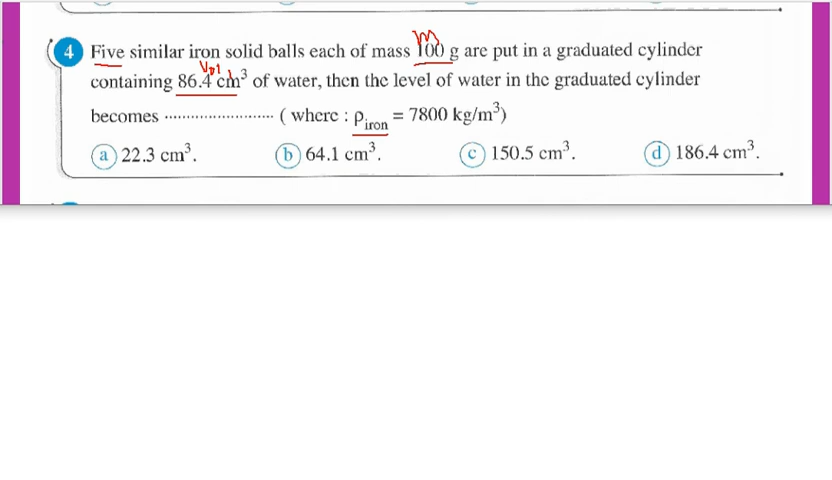 m
4 Five similar iron solid balls each of mass 100 g are put in a graduated cylinder
Vol
containing 86.4 cm³ of water, then the level of water in the graduated cylinder
becomes ........................ ( where : ρiron = 7800 kg/m³)
a 22.3 cm³. b 64.1 cm³. c 150.5 cm³. d 186.4 cm³.